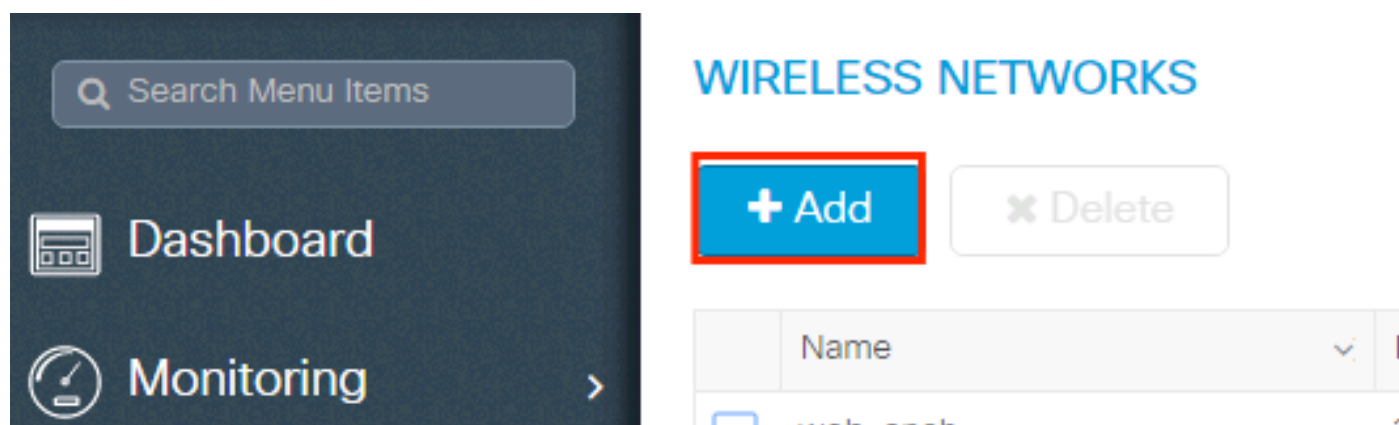 Search Menu Items
Dashboard
Monitoring
WIRELESS NETWORKS
+ Add
✖ Delete
Name